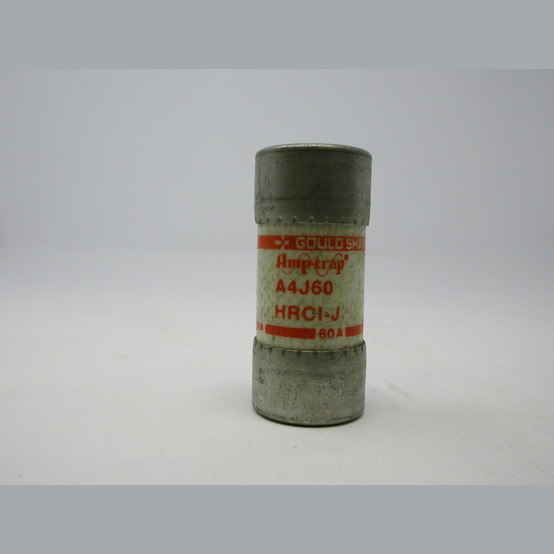 GOULD SHA
Amp-trap®
A4J60
HRCI-J
60A